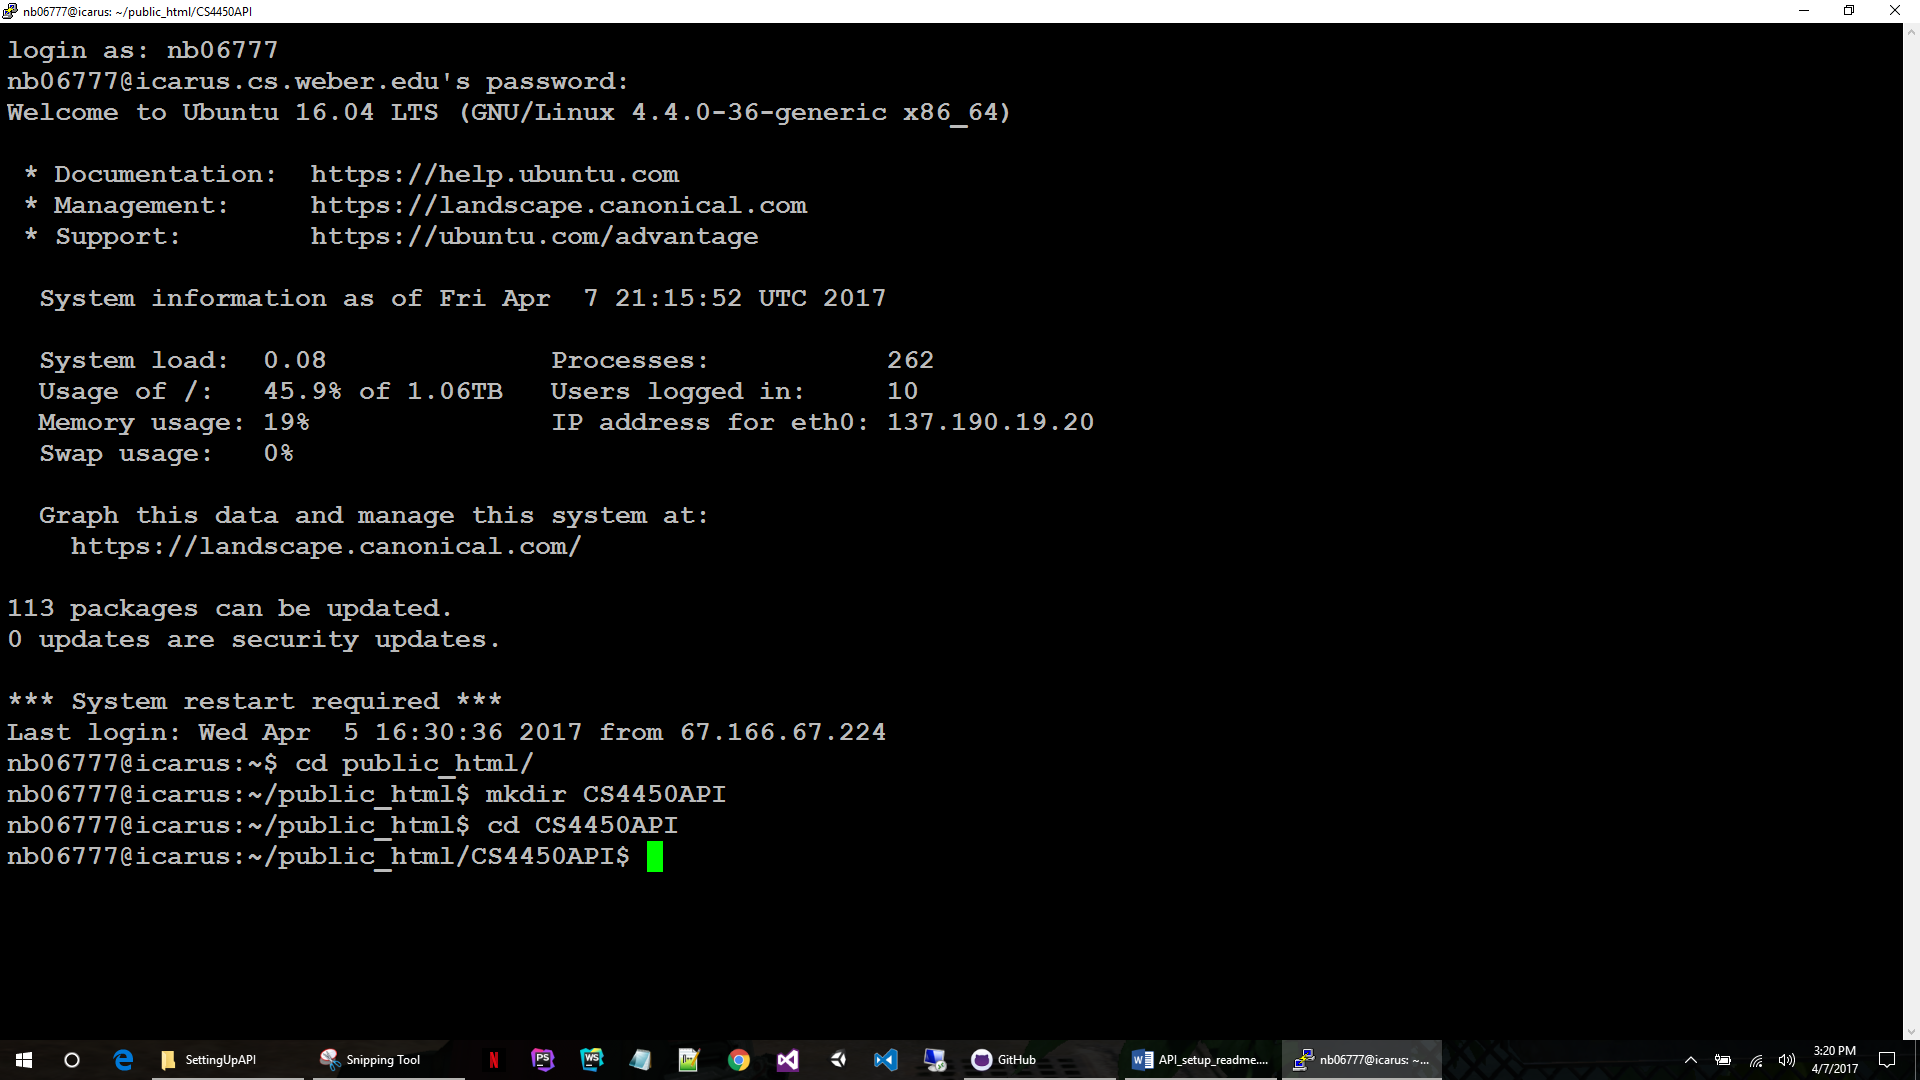 nb06777@icarus: ~/public_html/CS4450API
login as: nb06777
nb06777@icarus.cs.weber.edu's password:
Welcome to Ubuntu 16.04 LTS (GNU/Linux 4.4.0-36-generic x86_64)
* Documentation:  https://help.ubuntu.com
* Management:     https://landscape.canonical.com
* Support:        https://ubuntu.com/advantage
System information as of Fri Apr  7 21:15:52 UTC 2017
System load:  0.08              Processes:           262
Usage of /:   45.9% of 1.06TB   Users logged in:     10
Memory usage: 19%               IP address for eth0: 137.190.19.20
Swap usage:   0%
Graph this data and manage this system at:
https://landscape.canonical.com/
113 packages can be updated.
0 updates are security updates.
*** System restart required ***
Last login: Wed Apr  5 16:30:36 2017 from 67.166.67.224
nb06777@icarus:~$ cd public_html/
nb06777@icarus:~/public_html$ mkdir CS4450API
nb06777@icarus:~/public_html$ cd CS4450API
nb06777@icarus:~/public_html/CS4450API$
SettingUpAPI Snipping Tool N PS WS GitHub API_setup_readme.... nb06777@icarus: ~... 3:20 PM
4/7/2017